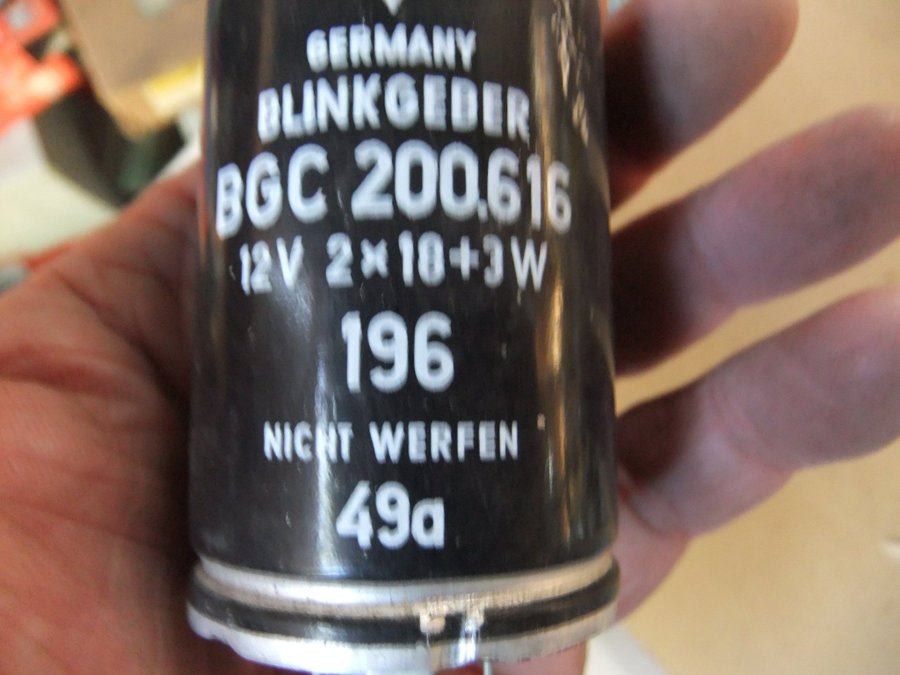 GERMANY
BLINKGEBER
BGC 200.616
12V 2×18+3W
196
NICHT WERFEN
49a